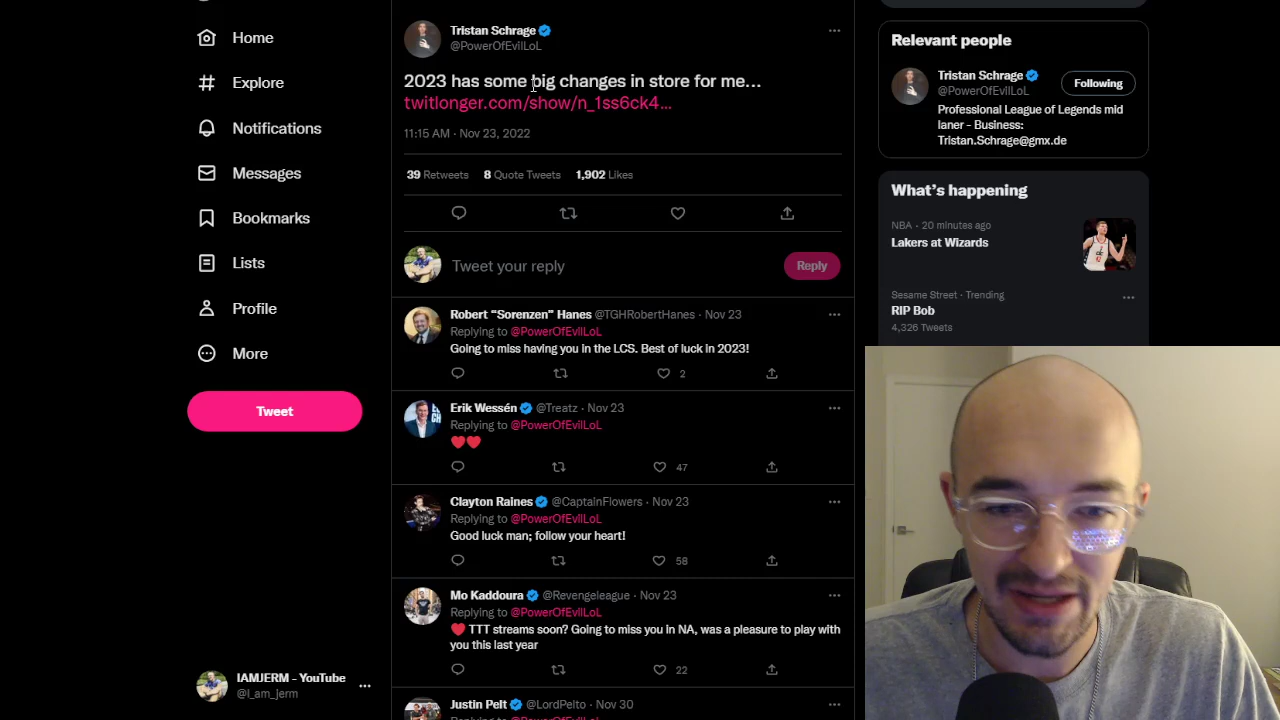 Home
Explore
Notifications
Messages
Bookmarks
Lists
Profile
More
Tweet
IAMJERM - YouTube
@I_am_jerm
Tristan Schrage
@PowerOfEvilLoL
2023 has some big changes in store for me...
twitlonger.com/show/n_1ss6ck4...
11:15 AM · Nov 23, 2022
39 Retweets 8 Quote Tweets 1,902 Likes
Tweet your reply
Reply
Robert “Sorenzen” Hanes @TGHRobertHanes · Nov 23
Replying to @PowerOfEvilLoL
Going to miss having you in the LCS. Best of luck in 2023!
2
Erik Wessén @Treatz · Nov 23
Replying to @PowerOfEvilLoL
47
Clayton Raines @CaptainFlowers · Nov 23
Replying to @PowerOfEvilLoL
Good luck man; follow your heart!
58
Mo Kaddoura @Revengeleague · Nov 23
Replying to @PowerOfEvilLoL
TTT streams soon? Going to miss you in NA, was a pleasure to play with
you this last year
22
Justin Pelt @LordPelto · Nov 30
Relevant people
Tristan Schrage
@PowerOfEvilLoL
Following
Professional League of Legends mid
laner - Business:
Tristan.Schrage@gmx.de
What’s happening
NBA · 20 minutes ago
Lakers at Wizards
Sesame Street · Trending
RIP Bob
4,326 Tweets